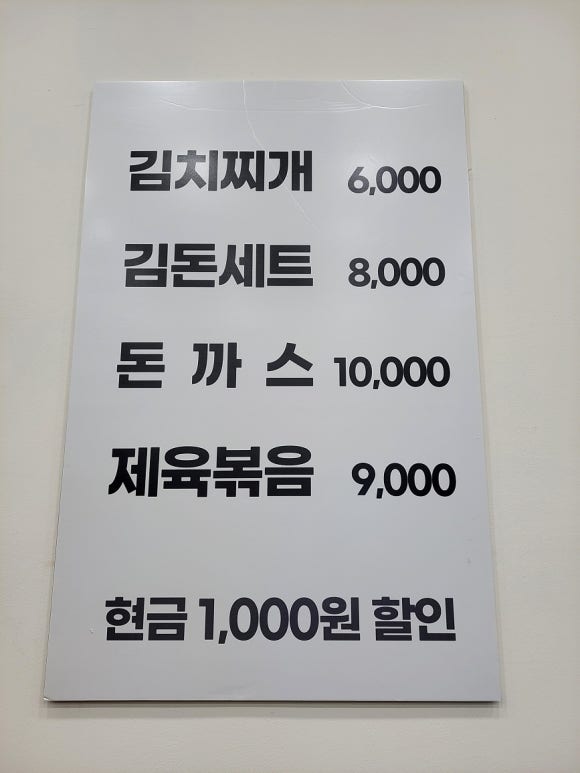 김치찌개 6,000
김돈세트 8,000
돈 까 스 10,000
제육볶음 9,000
현금 1,000원 할인